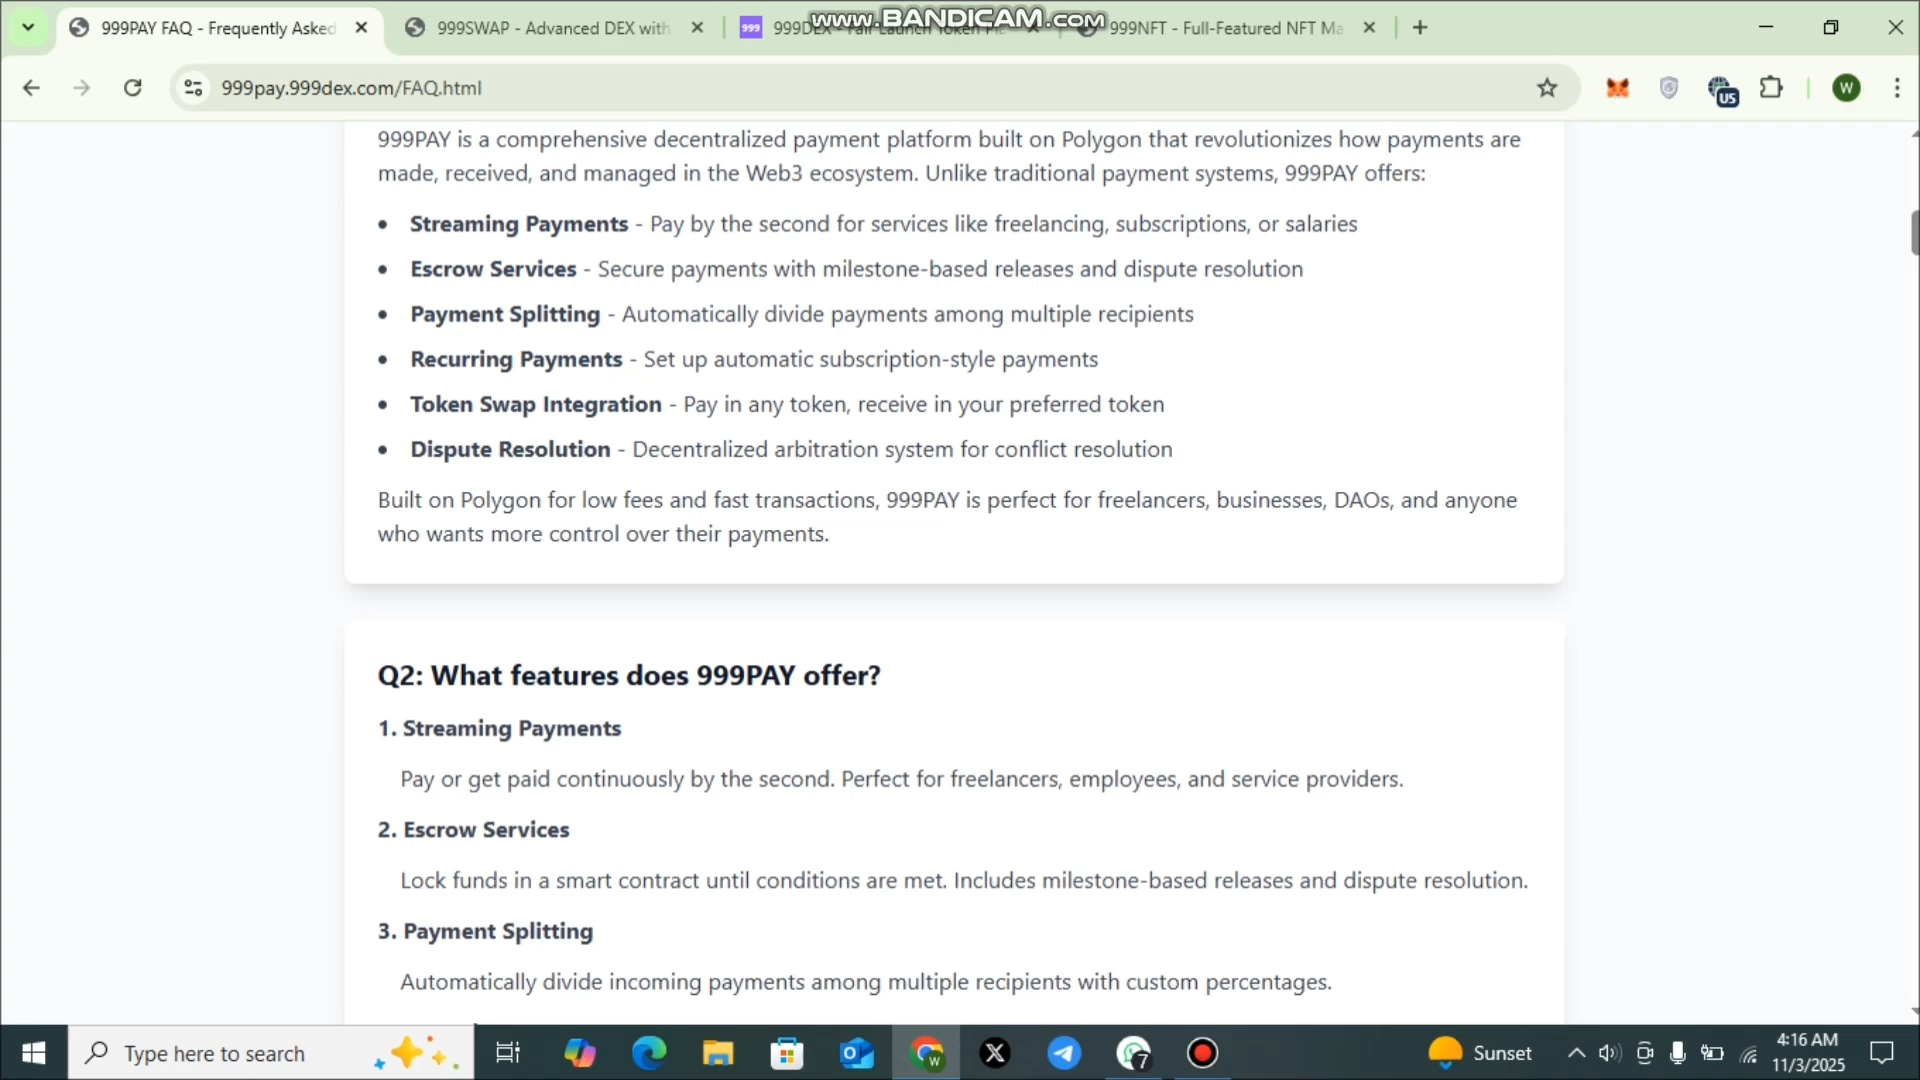 www.BANDICAM.com
999PAY FAQ - Frequently Asked
999SWAP - Advanced DEX with
999
999DEX - Fair Launch Token Pla
999NFT - Full-Featured NFT Ma
999pay.999dex.com/FAQ.html
US
W
999PAY is a comprehensive decentralized payment platform built on Polygon that revolutionizes how payments are
made, received, and managed in the Web3 ecosystem. Unlike traditional payment systems, 999PAY offers:
• Streaming Payments - Pay by the second for services like freelancing, subscriptions, or salaries
• Escrow Services - Secure payments with milestone-based releases and dispute resolution
• Payment Splitting - Automatically divide payments among multiple recipients
• Recurring Payments - Set up automatic subscription-style payments
• Token Swap Integration - Pay in any token, receive in your preferred token
• Dispute Resolution - Decentralized arbitration system for conflict resolution
Built on Polygon for low fees and fast transactions, 999PAY is perfect for freelancers, businesses, DAOs, and anyone
who wants more control over their payments.
Q2: What features does 999PAY offer?
1. Streaming Payments
Pay or get paid continuously by the second. Perfect for freelancers, employees, and service providers.
2. Escrow Services
Lock funds in a smart contract until conditions are met. Includes milestone-based releases and dispute resolution.
3. Payment Splitting
Automatically divide incoming payments among multiple recipients with custom percentages.
Type here to search
W
7
Sunset
4:16 AM
11/3/2025